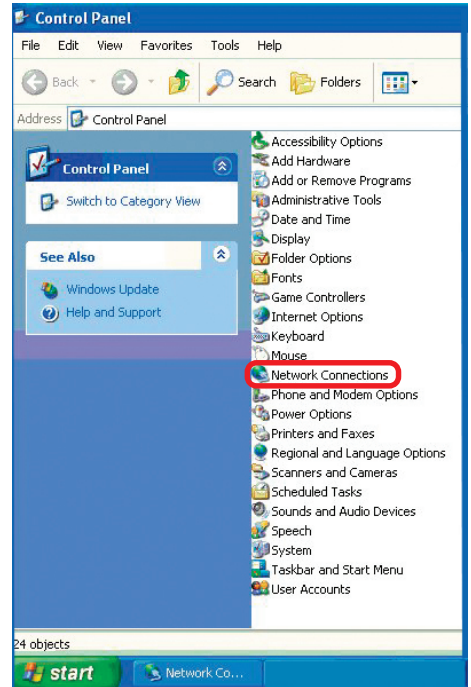 Control Panel
File Edit View Favorites Tools Help
Back Search Folders
Address Control Panel
Control Panel
Switch to Category View
See Also
Windows Update
Help and Support
Accessibility Options
Add Hardware
Add or Remove Programs
Administrative Tools
Date and Time
Display
Folder Options
Fonts
Game Controllers
Internet Options
Keyboard
Mouse
Network Connections
Phone and Modem Options
Power Options
Printers and Faxes
Regional and Language Options
Scanners and Cameras
Scheduled Tasks
Sounds and Audio Devices
Speech
System
Taskbar and Start Menu
User Accounts
24 objects
start Network Co...